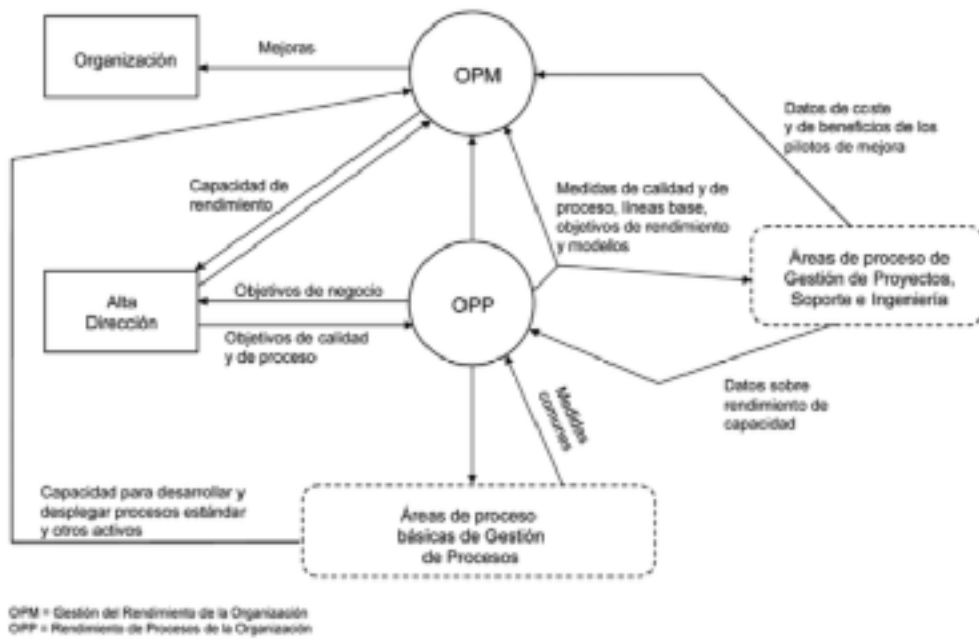 Organización
Mejoras
OPM
Datos de coste
y de beneficios de los
pilotos de mejora
Capacidad de
rendimiento
Medidas de calidad y de
proceso, líneas base,
objetivos de rendimiento
y modelos
Áreas de proceso de
Gestión de Proyectos,
Soporte e Ingeniería
Alta
Dirección
Objetivos de negocio
OPP
Objetivos de calidad
y de proceso
Datos sobre
rendimiento de
capacidad
Medidas
comunes
Capacidad para desarrollar y
desplegar procesos estándar
y otros activos
Áreas de proceso
básicas de Gestión
de Procesos
OPM = Gestión del Rendimiento de la Organización
OPP = Rendimiento de Procesos de la Organización